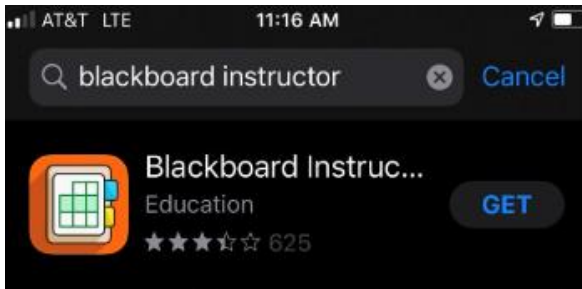 AT&T LTE 11:16 AM
blackboard instructor Cancel
Blackboard Instruc...
Education GET
625